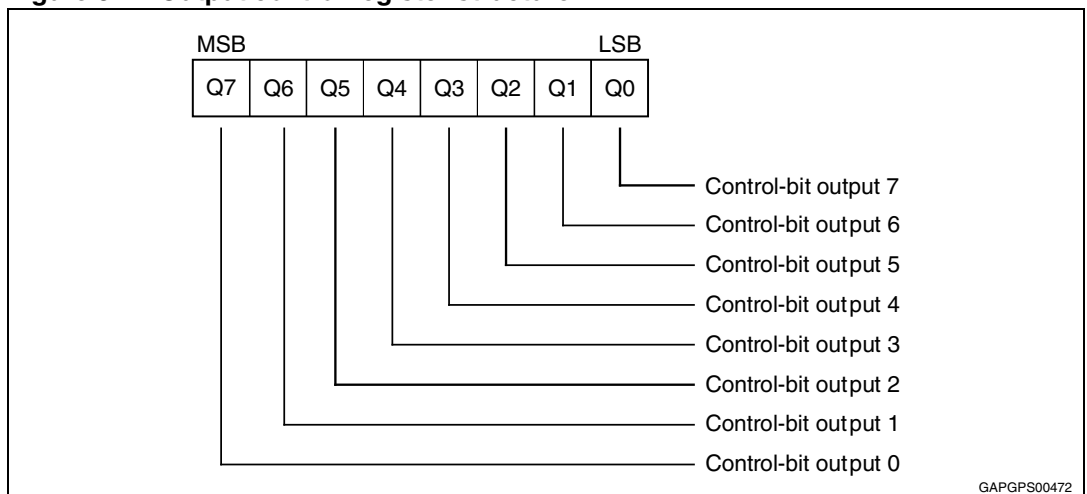 MSB LSB
Q7 Q6 Q5 Q4 Q3 Q2 Q1 Q0
Control-bit output 7
Control-bit output 6
Control-bit output 5
Control-bit output 4
Control-bit output 3
Control-bit output 2
Control-bit output 1
Control-bit output 0
GAPGPS00472